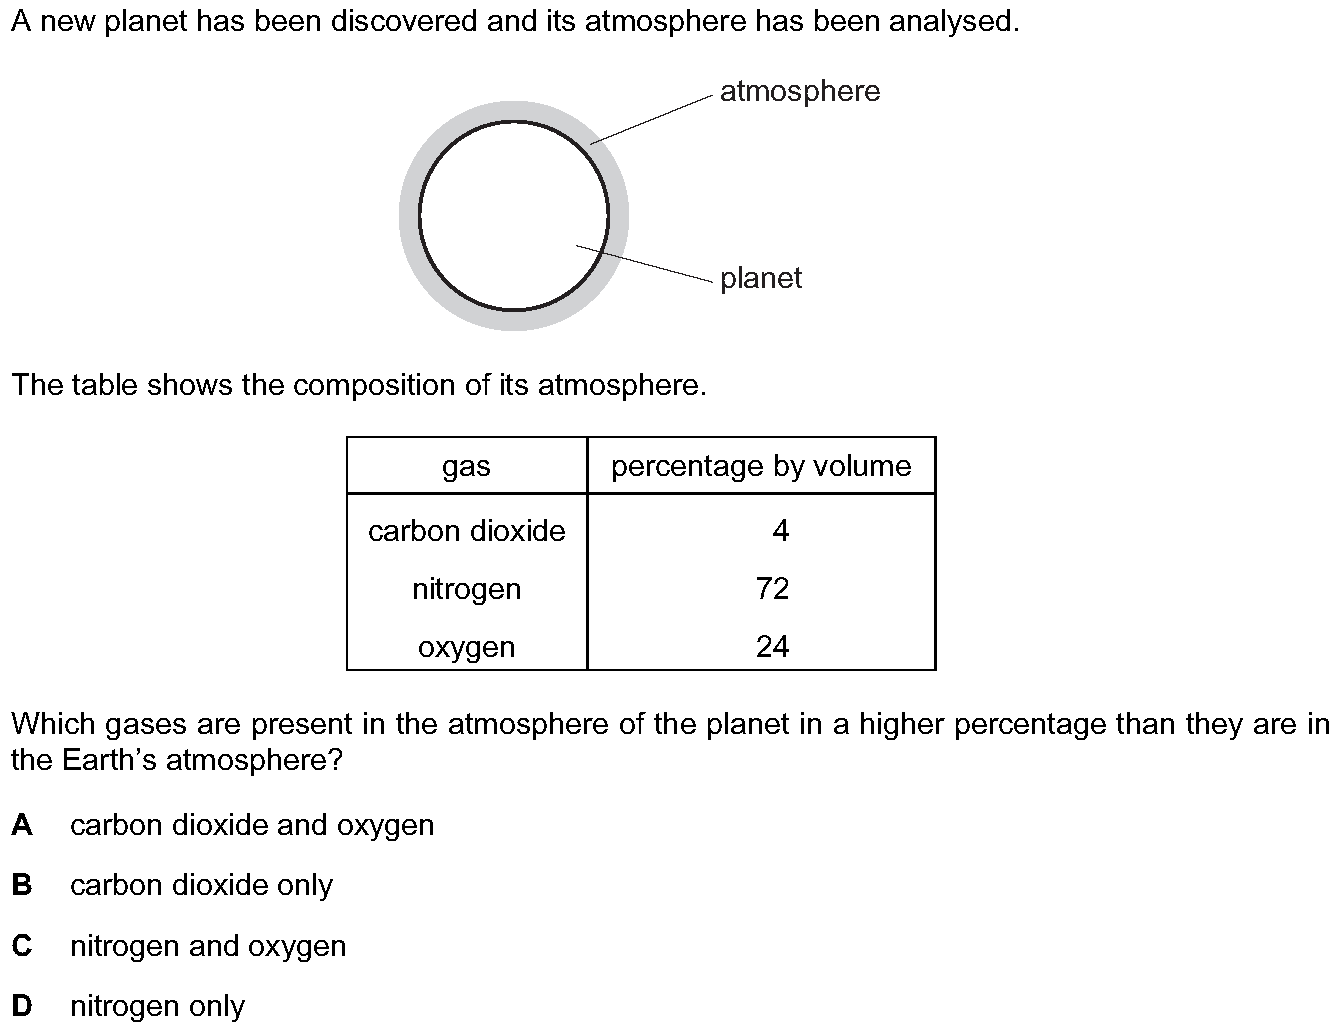 A new planet has been discovered and its atmosphere has been analysed.
atmosphere
planet
The table shows the composition of its atmosphere.
gas percentage by volume
carbon dioxide 4
nitrogen 72
oxygen 24
Which gases are present in the atmosphere of the planet in a higher percentage than they are in
the Earth’s atmosphere?
A carbon dioxide and oxygen
B carbon dioxide only
C nitrogen and oxygen
D nitrogen only